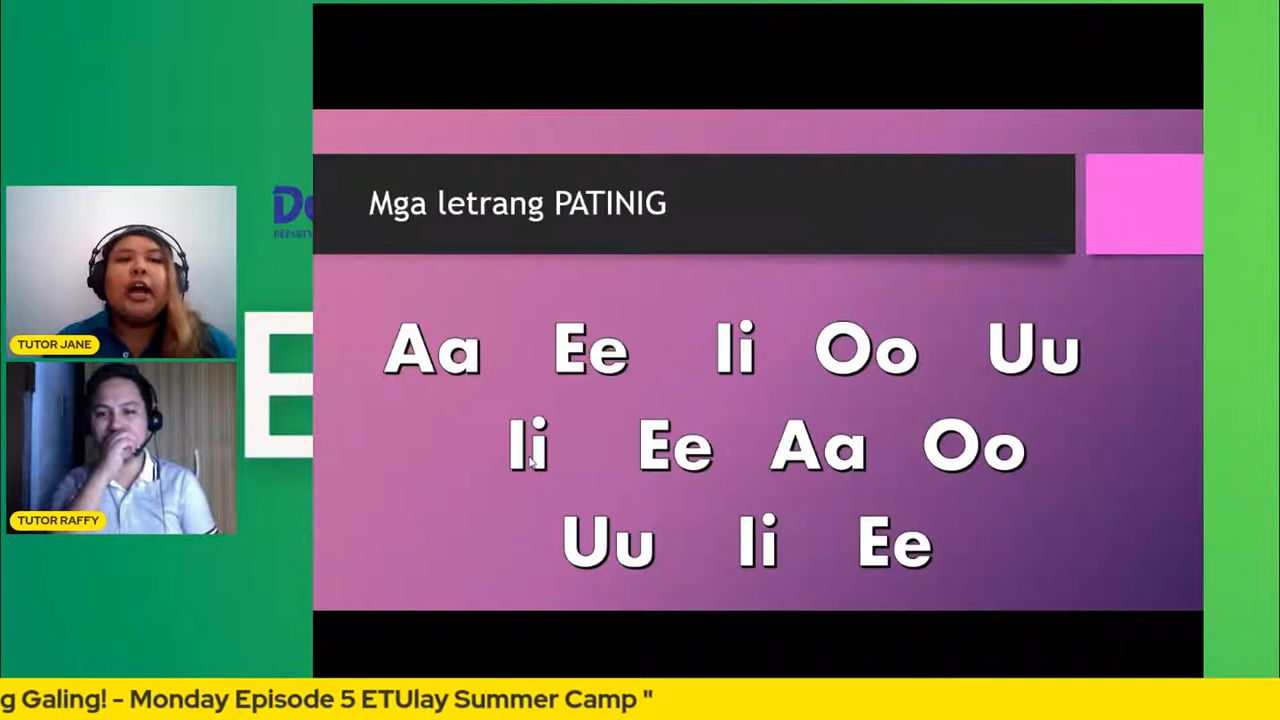 Mga letrang PATINIG
Aa Ee Ii Oo Uu
Ii Ee Aa Oo
Uu Ii Ee
TUTOR JANE
TUTOR RAFFY
g Galing! - Monday Episode 5 ETUlay Summer Camp "